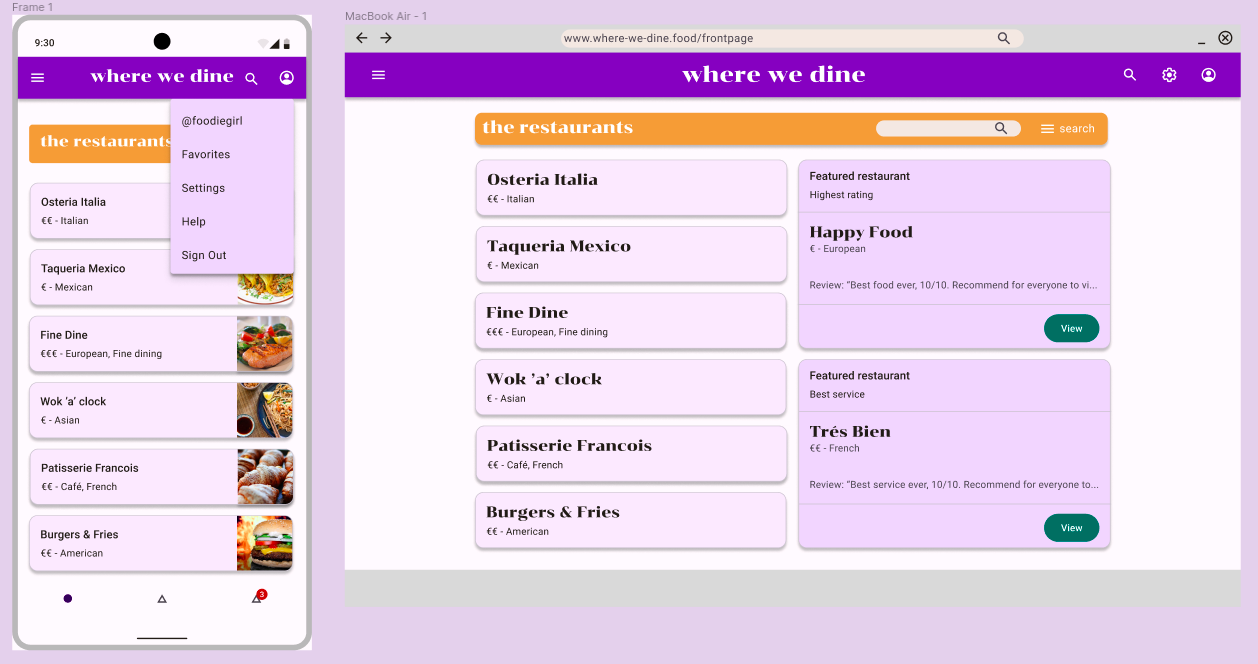 Frame 1
9:30
where we dine
@foodiegirl
Favorites
Settings
Help
Sign Out
the restaurants
Osteria Italia
€€ - Italian
Taqueria Mexico
€ - Mexican
Fine Dine
€€€ - European, Fine dining
Wok ’a’ clock
€ - Asian
Patisserie Francois
€€ - Café, French
Burgers & Fries
€€ - American
3
MacBook Air - 1
www.where-we-dine.food/frontpage
where we dine
the restaurants
search
Osteria Italia
€€ - Italian
Taqueria Mexico
€ - Mexican
Fine Dine
€€€ - European, Fine dining
Wok ’a’ clock
€ - Asian
Patisserie Francois
€€ - Café, French
Burgers & Fries
€€ - American
Featured restaurant
Highest rating
Happy Food
€ - European
Review: “Best food ever, 10/10. Recommend for everyone to vi...
View
Featured restaurant
Best service
Trés Bien
€€ - French
Review: “Best service ever, 10/10. Recommend for everyone to...
View